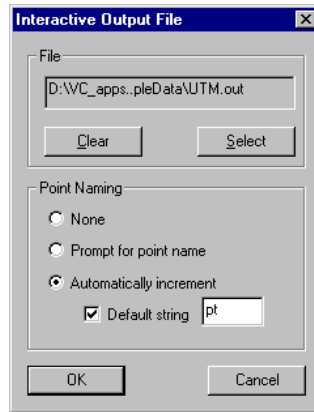 Interactive Output File
File
D:\VC_apps..pleData\UTM.out
Clear Select
Point Naming
None
Prompt for point name
Automatically increment
Default string pt
OK Cancel